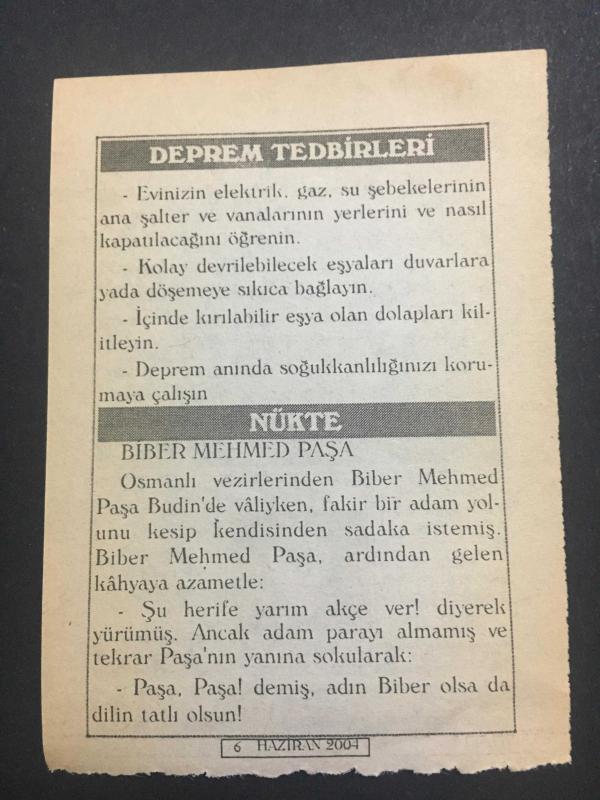 DEPREM TEDBİRLERİ
- Evinizin elektrik, gaz, su şebekelerinin
ana şalter ve vanalarının yerlerini ve nasıl
kapatılacağını öğrenin.
- Kolay devrilebilecek eşyaları duvarlara
yada döşemeye sıkıca bağlayın.
- İçinde kırılabilir eşya olan dolapları kil-
itleyin.
- Deprem anında soğukkanlılığınızı koru-
maya çalışın
NÜKTE
BİBER MEHMED PAŞA
Osmanlı vezirlerinden Biber Mehmed
Paşa Budin'de vâliyken, fakir bir adam yol-
unu kesip kendisinden sadaka istemiş.
Biber Mehmed Paşa, ardından gelen
kâhyaya azametle:
- Şu herife yarım akçe ver! diyerek
yürümüş. Ancak adam parayı almamış ve
tekrar Paşa'nın yanına sokularak:
- Paşa, Paşa! demiş, adın Biber olsa da
dilin tatlı olsun!
6 HAZİRAN 2004